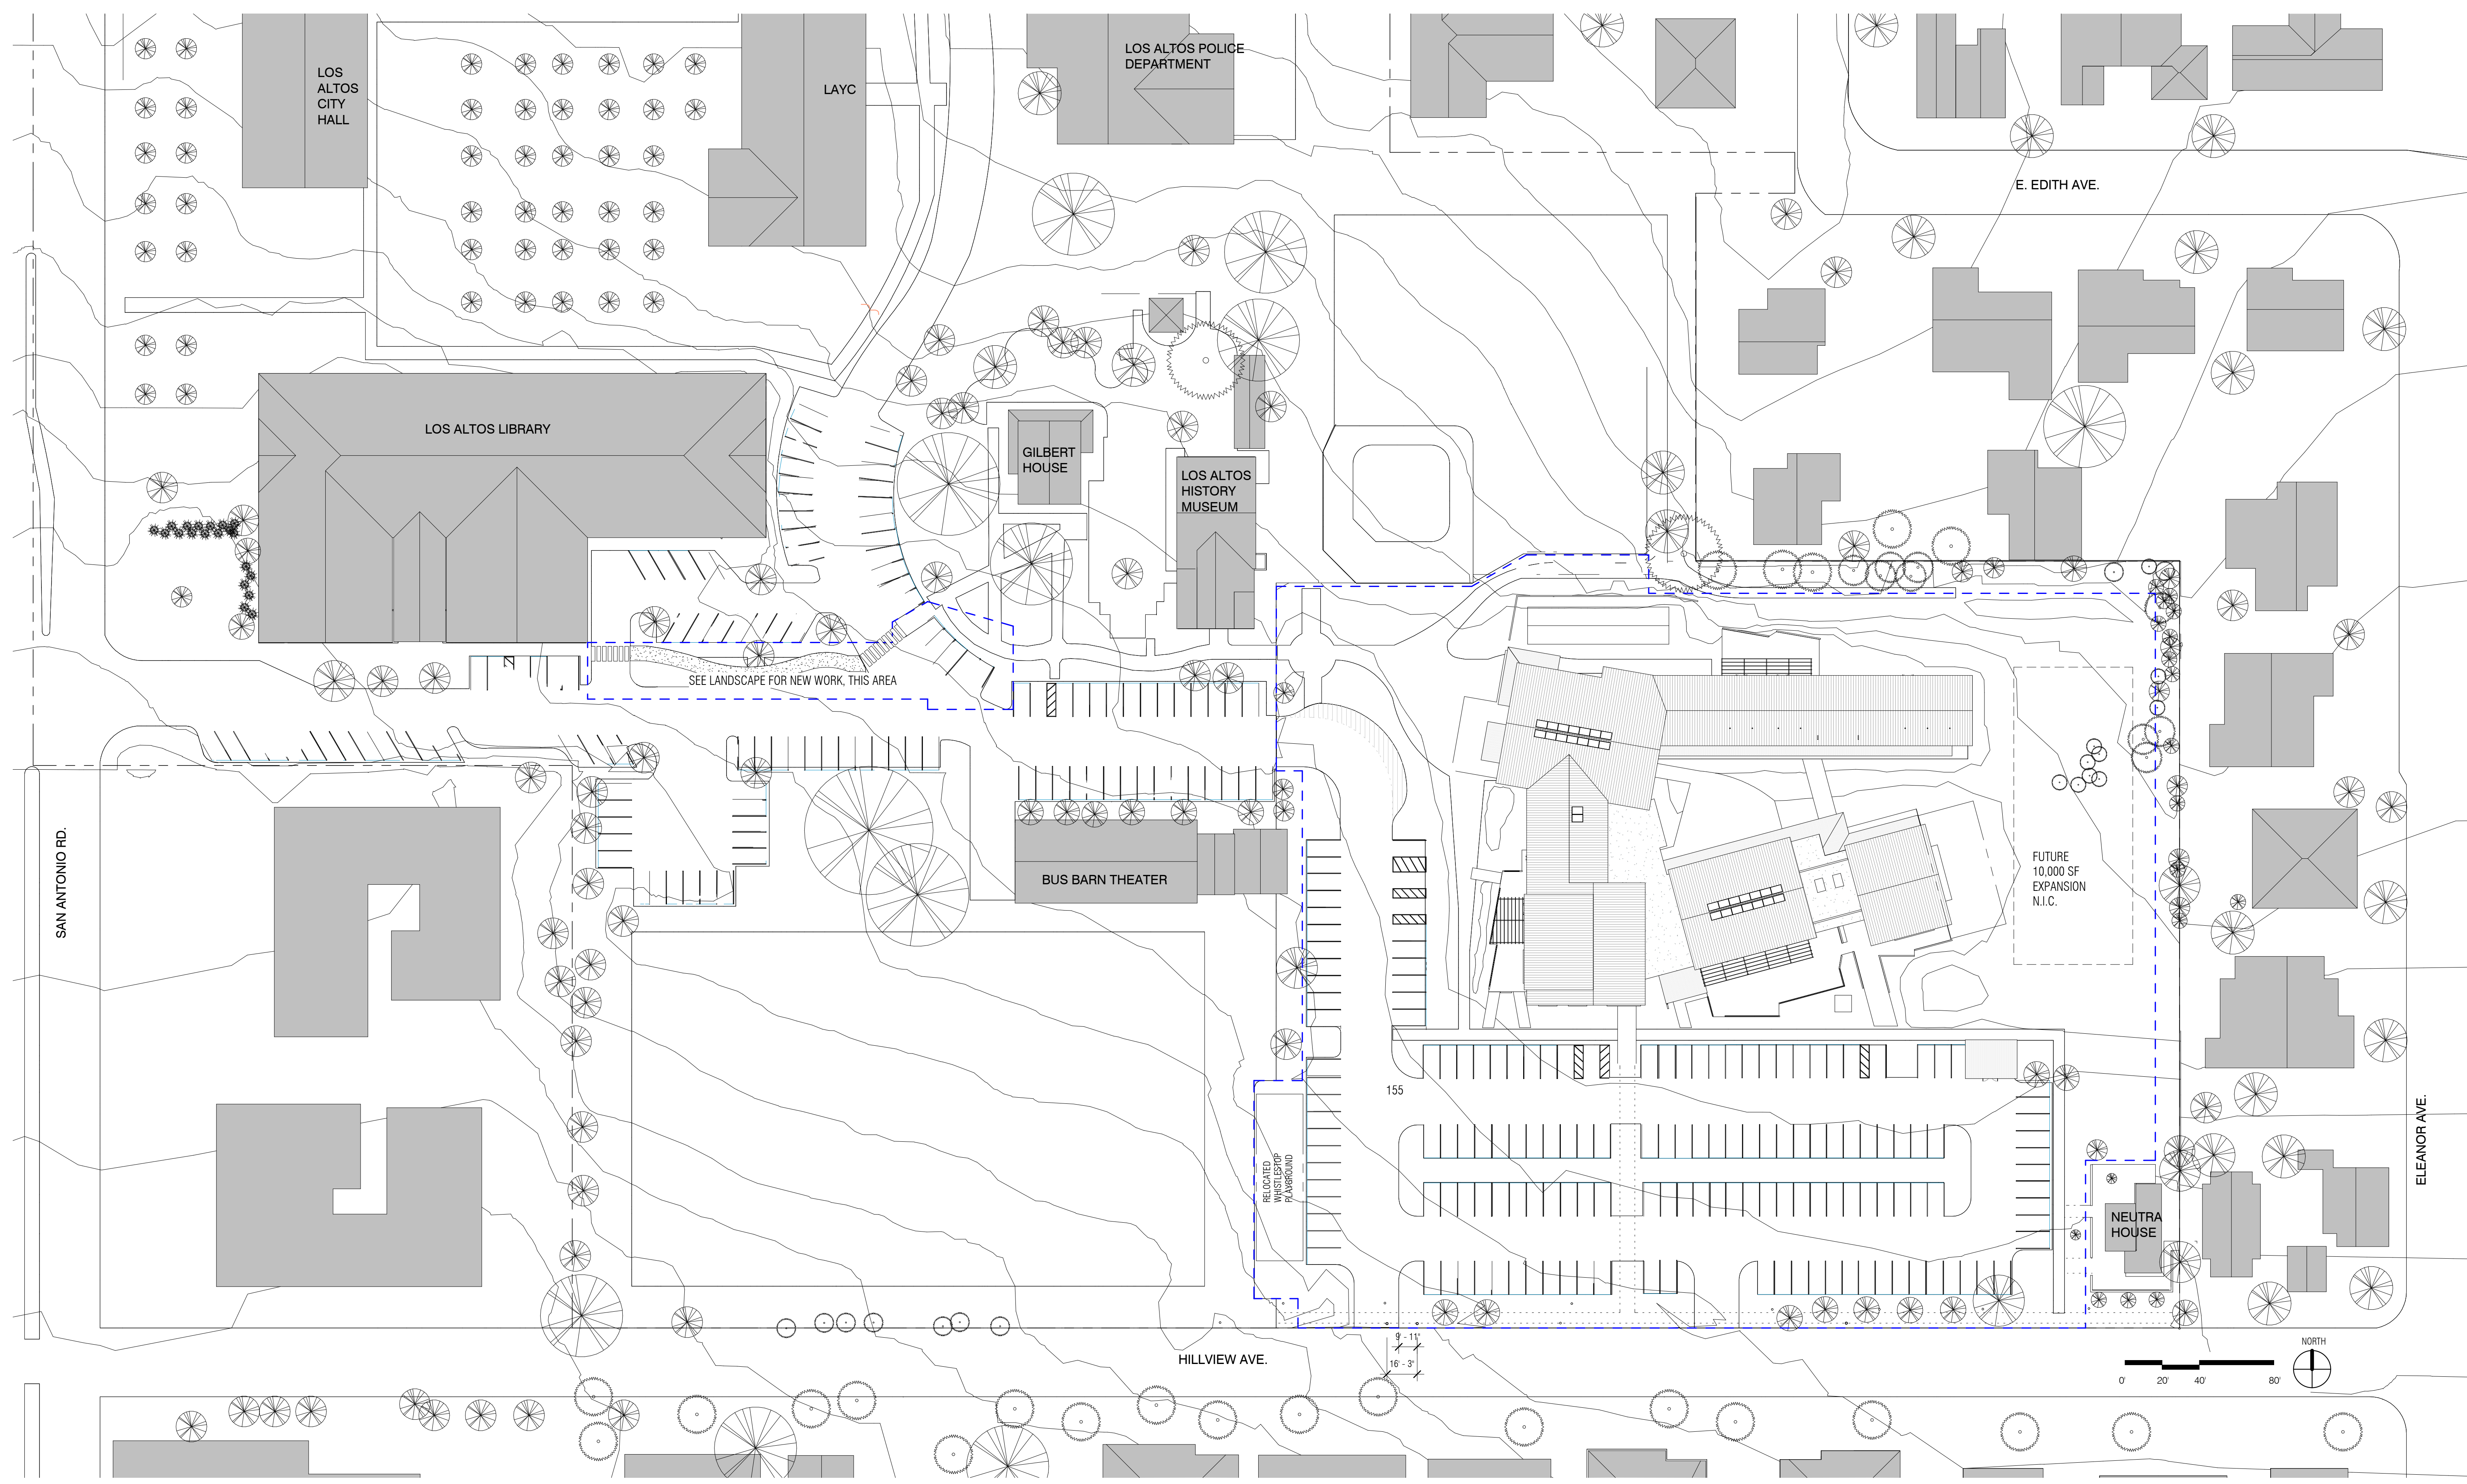 LOS ALTOS POLICE
DEPARTMENT
LOS
ALTOS
CITY
HALL
LAYC
E. EDITH AVE.
LOS ALTOS LIBRARY
GILBERT
HOUSE
LOS ALTOS
HISTORY
MUSEUM
SEE LANDSCAPE FOR NEW WORK, THIS AREA
SAN ANTONIO RD.
BUS BARN THEATER
FUTURE
10,000 SF
EXPANSION
N.I.C.
155
RELOCATED
WHISTLESTOP
PLAYGROUND
ELEANOR AVE.
NEUTRA
HOUSE
9' - 11"
16' - 3"
HILLVIEW AVE.
NORTH
0' 20' 40' 80'